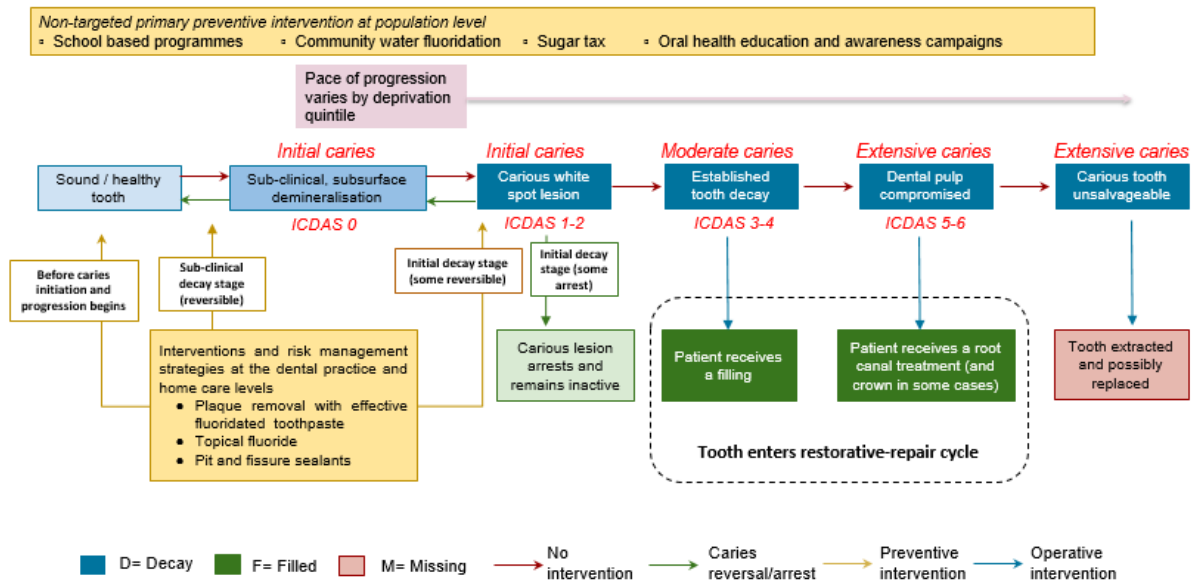 Non-targeted primary preventive intervention at population level
▫ School based programmes ▫ Community water fluoridation ▫ Sugar tax ▫ Oral health education and awareness campaigns
Pace of progression
varies by deprivation
quintile
Initial caries
Initial caries
Moderate caries
Extensive caries
Extensive caries
Sound / healthy
tooth
Sub-clinical, subsurface
demineralisation
Carious white
spot lesion
Established
tooth decay
Dental pulp
compromised
Carious tooth
unsalvageable
ICDAS 0
ICDAS 1-2
ICDAS 3-4
ICDAS 5-6
Before caries
initiation and
progression begins
Sub-clinical
decay stage
(reversible)
Initial decay stage
(some reversible)
Initial decay
stage (some
arrest)
Interventions and risk management
strategies at the dental practice and
home care levels
● Plaque removal with effective
fluoridated toothpaste
● Topical fluoride
● Pit and fissure sealants
Carious lesion
arrests and
remains inactive
Patient receives
a filling
Patient receives a root
canal treatment (and
crown in some cases)
Tooth extracted
and possibly
replaced
Tooth enters restorative-repair cycle
D= Decay
F= Filled
M= Missing
No
intervention
Caries
reversal/arrest
Preventive
intervention
Operative
intervention